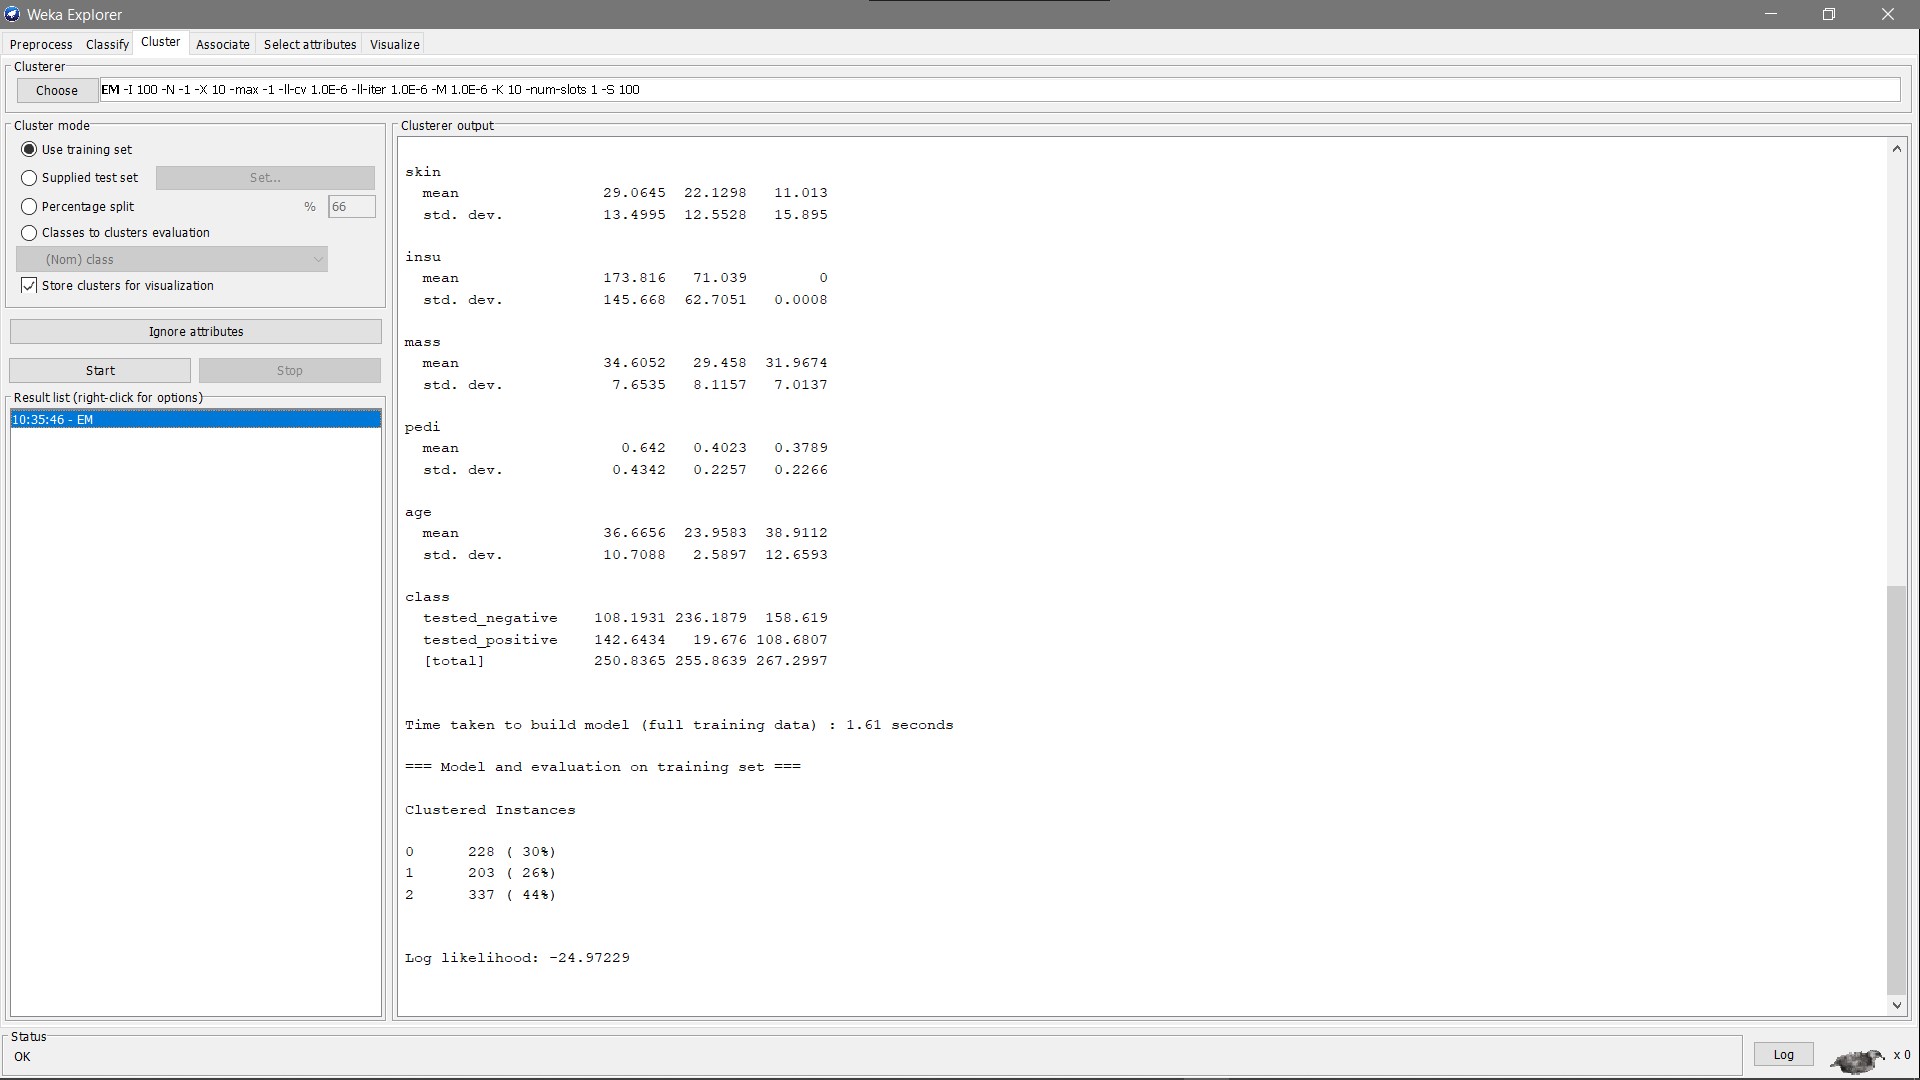 Weka Explorer
Preprocess Classify Cluster Associate Select attributes Visualize
Clusterer
Choose EM -I 100 -N -1 -X 10 -max -1 -ll-cv 1.0E-6 -ll-iter 1.0E-6 -M 1.0E-6 -K 10 -num-slots 1 -S 100
Cluster mode
Use training set
Supplied test set Set...
Percentage split % 66
Classes to clusters evaluation
(Nom) class
Store clusters for visualization
Ignore attributes
Start Stop
Result list (right-click for options)
10:35:46 - EM
Clusterer output
skin
mean 29.0645 22.1298 11.013
std. dev. 13.4995 12.5528 15.895
insu
mean 173.816 71.039 0
std. dev. 145.668 62.7051 0.0008
mass
mean 34.6052 29.458 31.9674
std. dev. 7.6535 8.1157 7.0137
pedi
mean 0.642 0.4023 0.3789
std. dev. 0.4342 0.2257 0.2266
age
mean 36.6656 23.9583 38.9112
std. dev. 10.7088 2.5897 12.6593
class
tested_negative 108.1931 236.1879 158.619
tested_positive 142.6434 19.676 108.6807
[total] 250.8365 255.8639 267.2997
Time taken to build model (full training data) : 1.61 seconds
=== Model and evaluation on training set ===
Clustered Instances
0 228 ( 30%)
1 203 ( 26%)
2 337 ( 44%)
Log likelihood: -24.97229
Status
OK
Log x 0